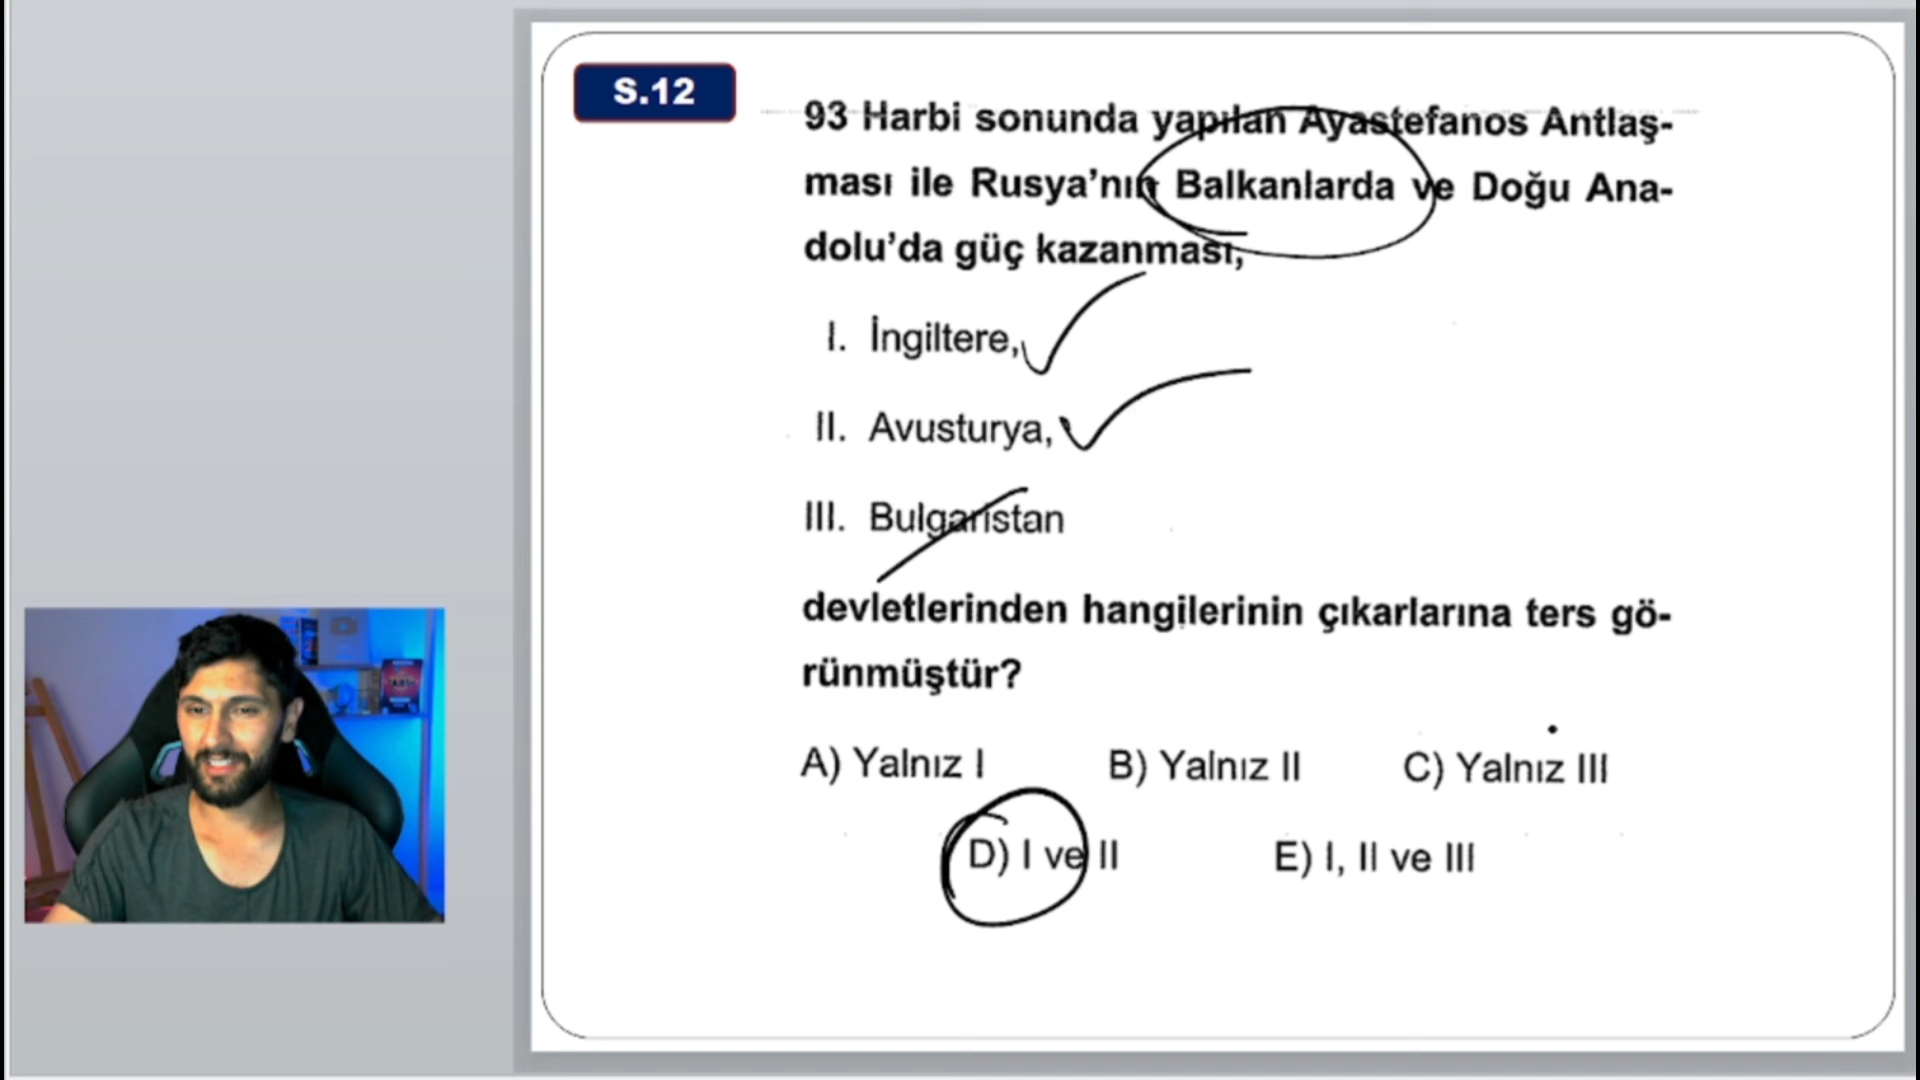 S.12
93 Harbi sonunda yapılan Ayastefanos Antlaş-
ması ile Rusya'nın Balkanlarda ve Doğu Ana-
dolu'da güç kazanması,
I. İngiltere,
II. Avusturya,
III. Bulgaristan
devletlerinden hangilerinin çıkarlarına ters gö-
rünmüştür?
A) Yalnız I B) Yalnız II C) Yalnız III
D) I ve II E) I, II ve III